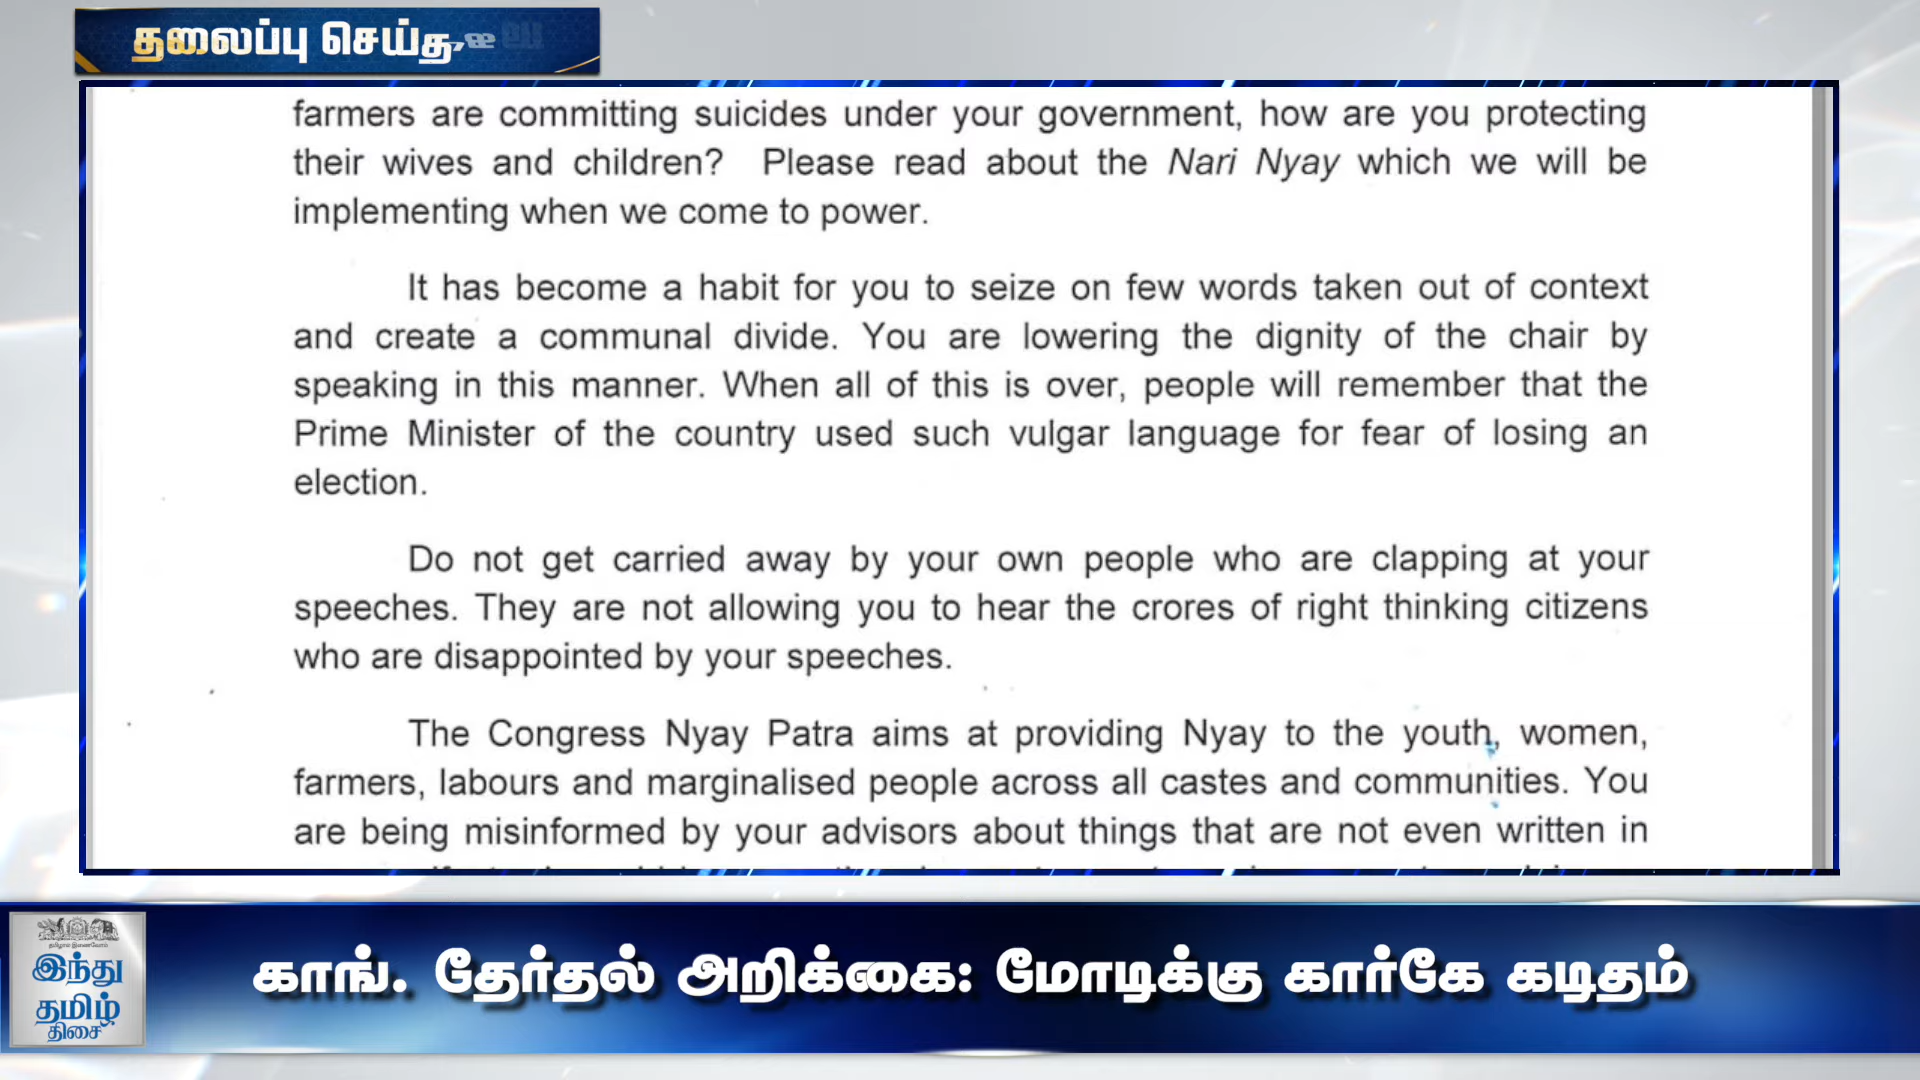 தலைப்பு செய்த
farmers are committing suicides under your government, how are you protecting
their wives and children? Please read about the Nari Nyay which we will be
implementing when we come to power.
It has become a habit for you to seize on few words taken out of context
and create a communal divide. You are lowering the dignity of the chair by
speaking in this manner. When all of this is over, people will remember that the
Prime Minister of the country used such vulgar language for fear of losing an
election.
Do not get carried away by your own people who are clapping at your
speeches. They are not allowing you to hear the crores of right thinking citizens
who are disappointed by your speeches.
The Congress Nyay Patra aims at providing Nyay to the youth, women,
farmers, labours and marginalised people across all castes and communities. You
are being misinformed by your advisors about things that are not even written in
இந்து
தமிழ்
திசை
காங். தேர்தல் அறிக்கை: மோடிக்கு கார்கே கடிதம்